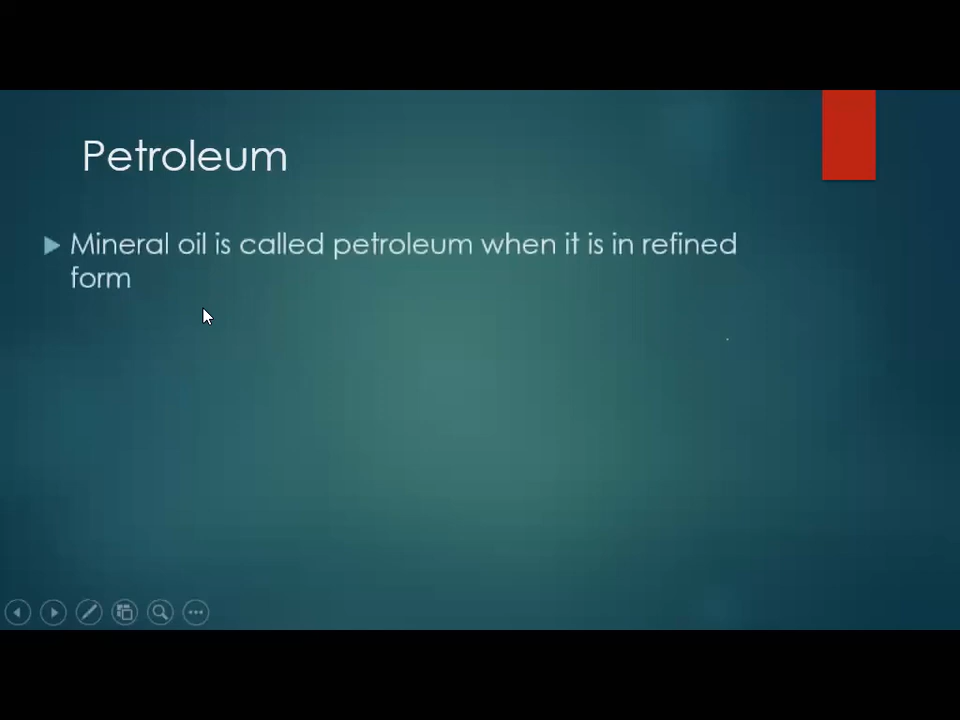 Petroleum
Mineral oil is called petroleum when it is in refined
form